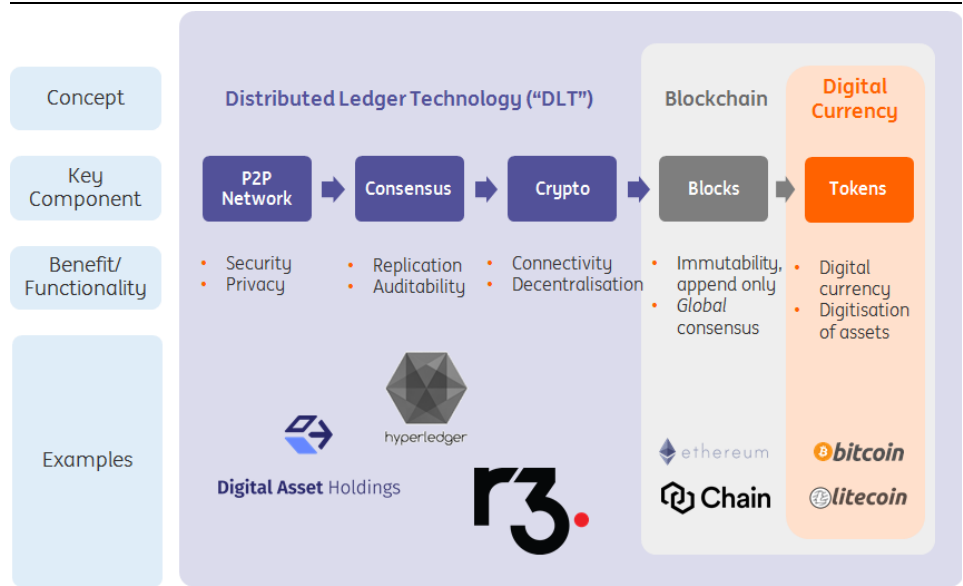 Concept
Distributed Ledger Technology (“DLT”)
Blockchain
Digital
Currency
Key
Component
P2P
Network
Consensus
Crypto
Blocks
Tokens
Benefit/
Functionality
• Security
• Privacy
• Replication
• Auditability
• Connectivity
• Decentralisation
• Immutability,
append only
• Global
consensus
• Digital
currency
• Digitisation
of assets
Examples
Digital Asset Holdings
hyperledger
r3.
ethereum
Chain
bitcoin
litecoin